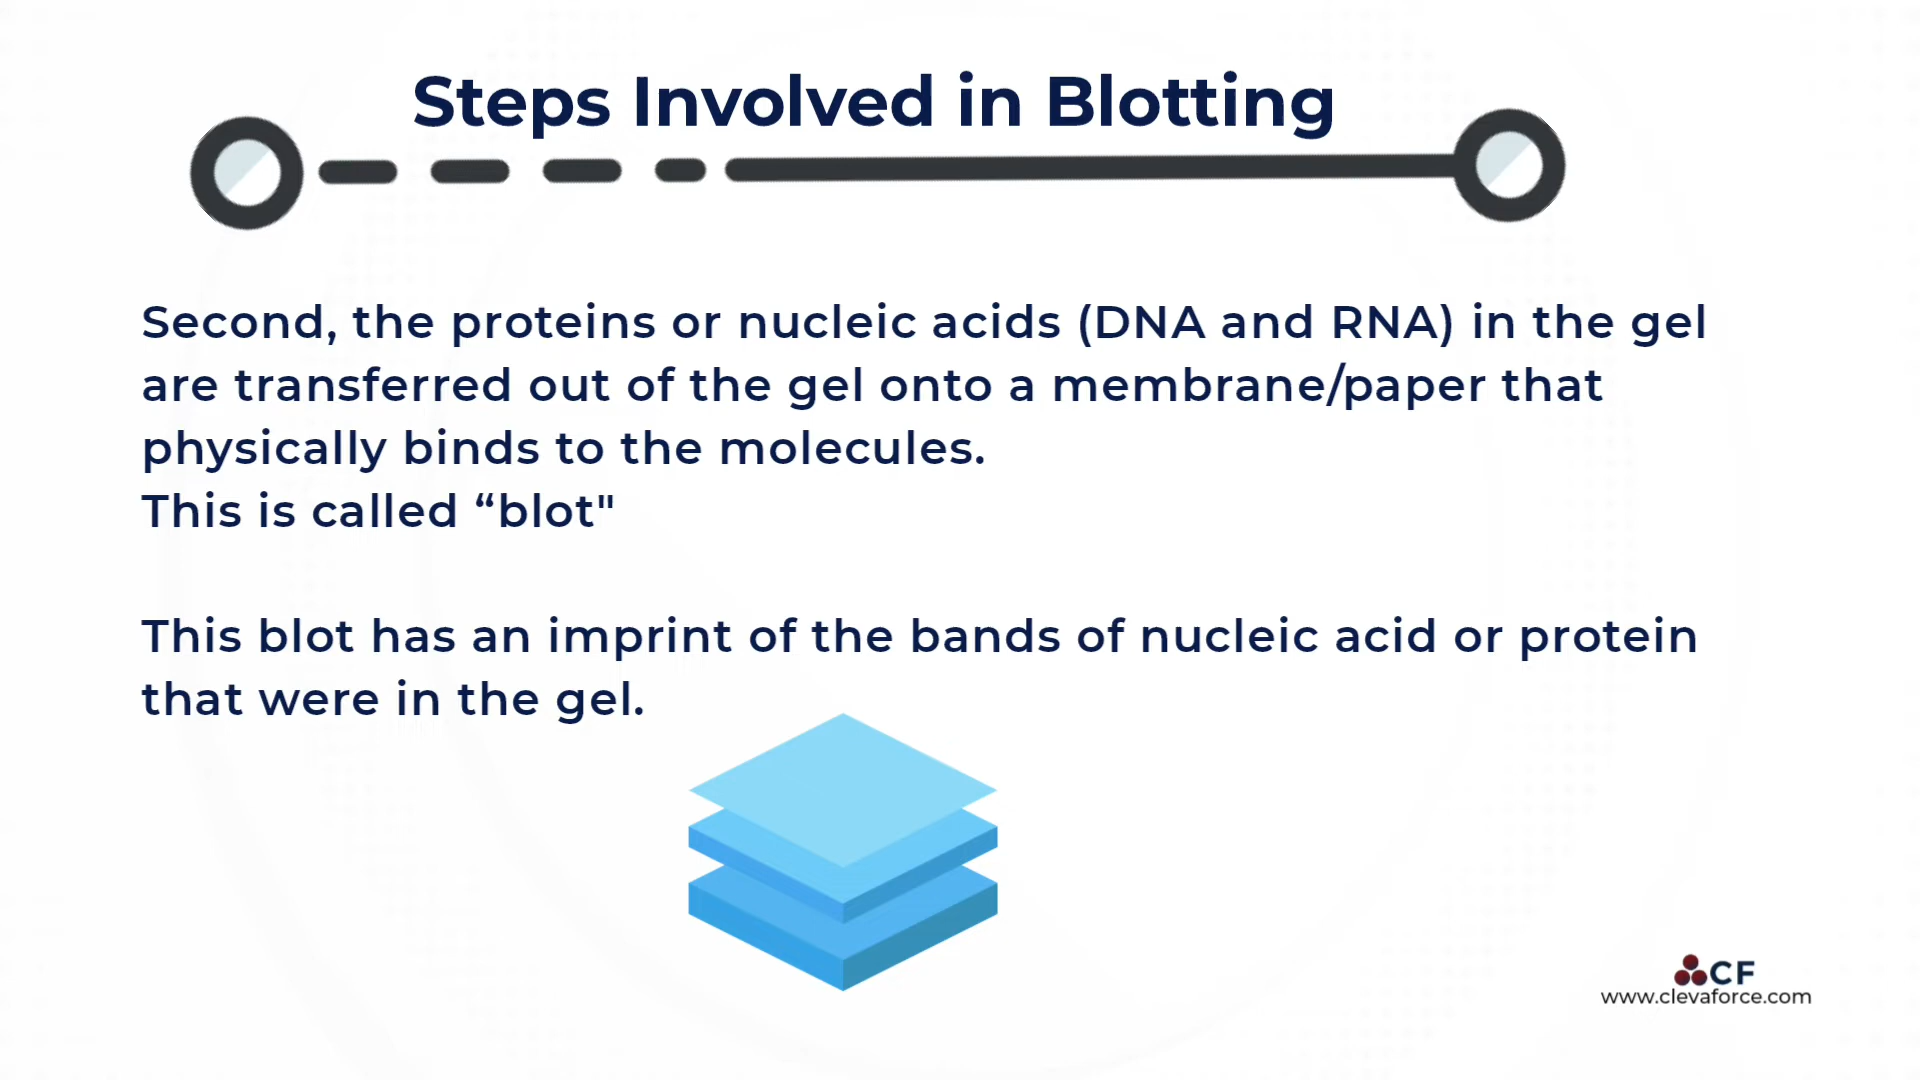 Steps Involved in Blotting
Second, the proteins or nucleic acids (DNA and RNA) in the gel
are transferred out of the gel onto a membrane/paper that
physically binds to the molecules.
This is called “blot"
This blot has an imprint of the bands of nucleic acid or protein
that were in the gel.
CF
www.clevaforce.com